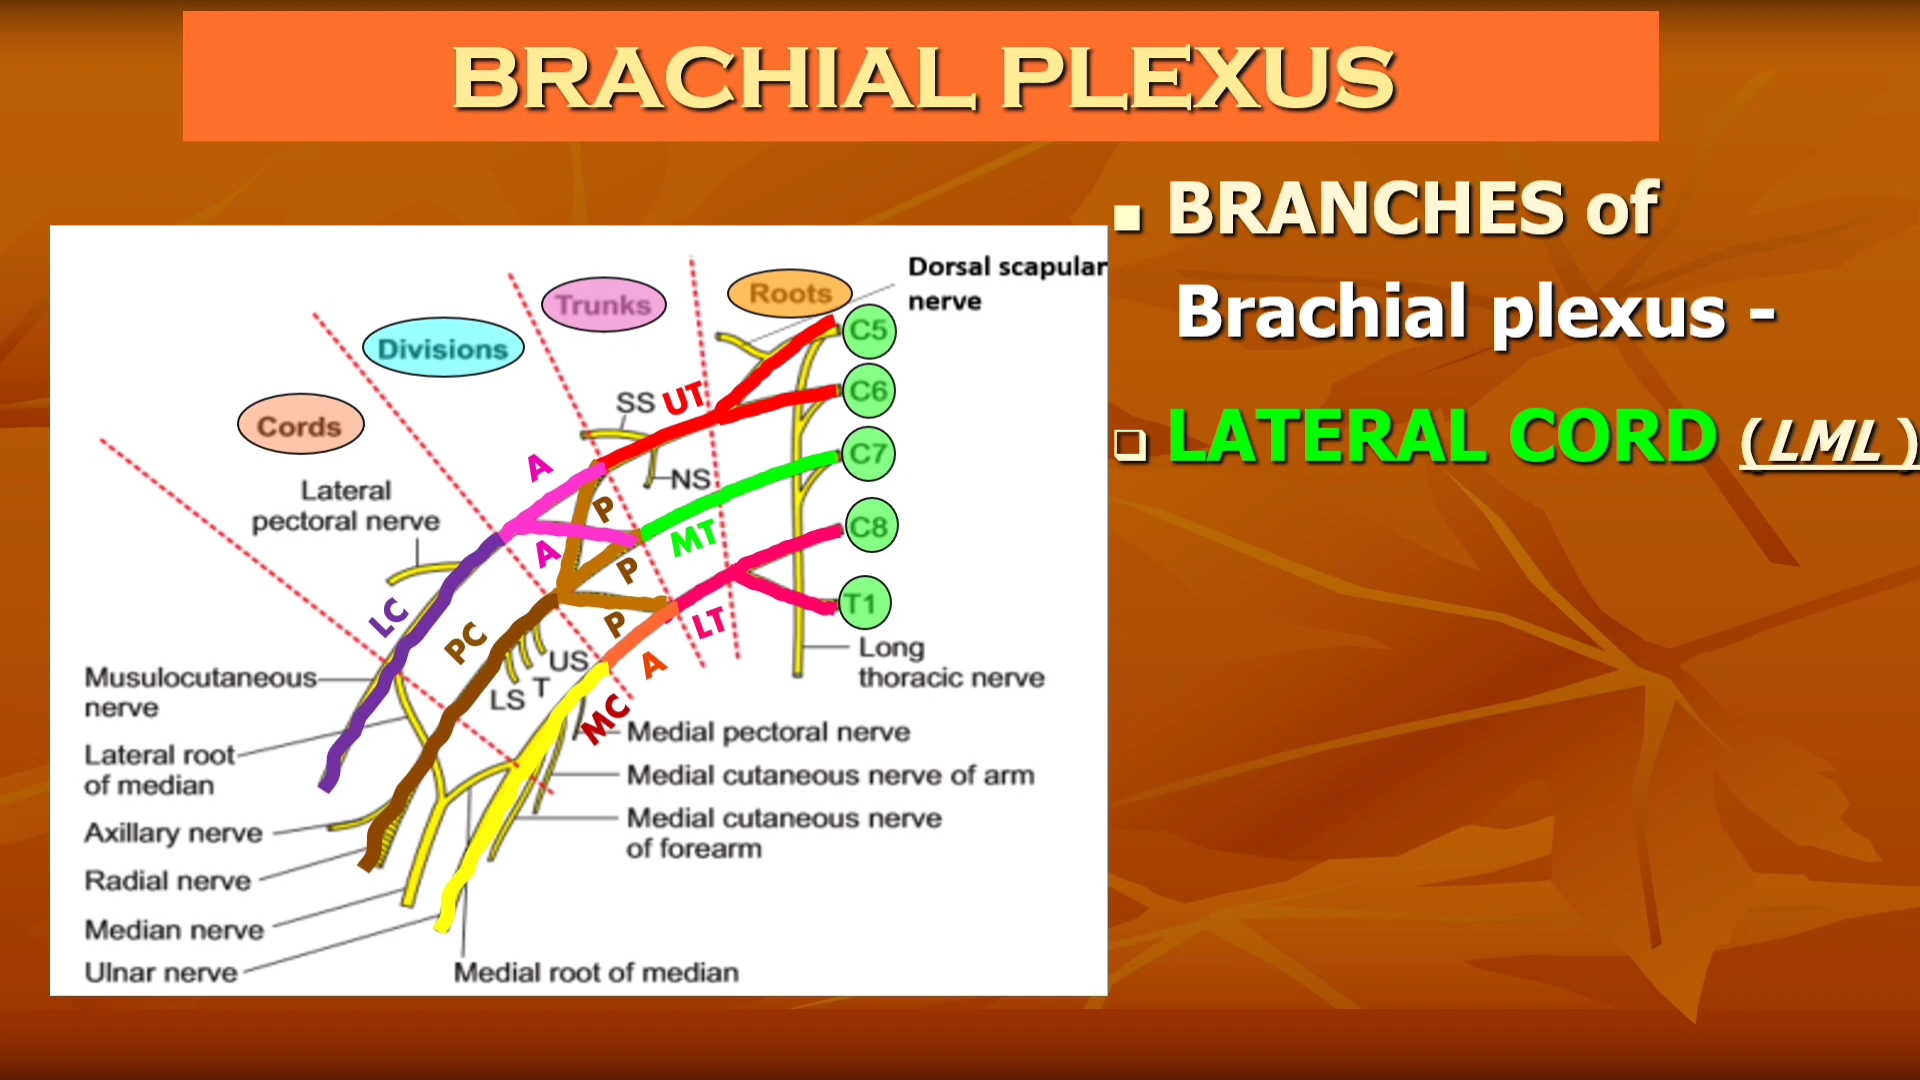 BRACHIAL PLEXUS
BRANCHES of
Brachial plexus -
LATERAL CORD (LML )
Dorsal scapular
nerve
Roots
Trunks
Divisions
Cords
C5
C6
C7
C8
T1
SS
UT
NS
MT
LT
A
A
P
P
P
A
Lateral
pectoral nerve
LC
PC
MC
US
T
LS
Long
thoracic nerve
Musulocutaneous
nerve
Lateral root
of median
Axillary nerve
Radial nerve
Median nerve
Ulnar nerve
Medial pectoral nerve
Medial cutaneous nerve of arm
Medial cutaneous nerve
of forearm
Medial root of median